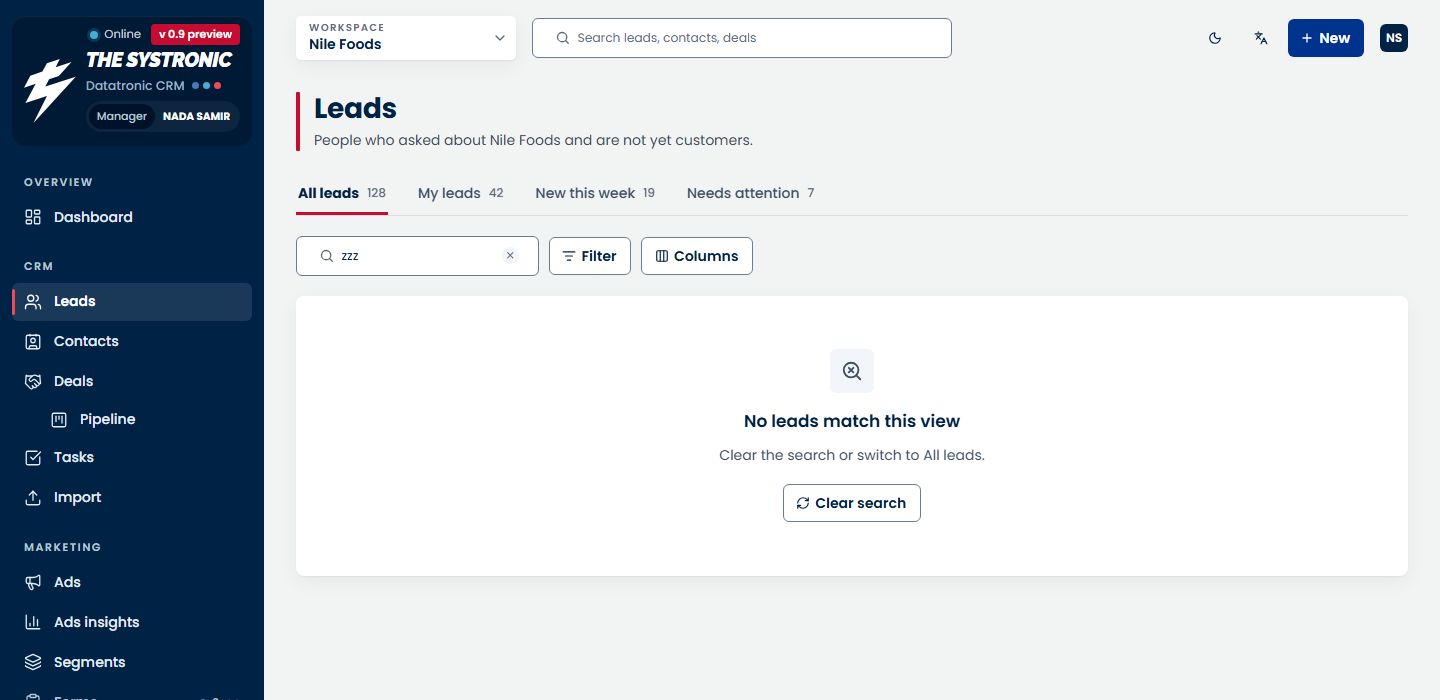 Online
v 0.9 preview
THE SYSTRONIC
Datatronic CRM
Manager
NADA SAMIR
OVERVIEW
Dashboard
CRM
Leads
Contacts
Deals
Pipeline
Tasks
Import
MARKETING
Ads
Ads insights
Segments
WORKSPACE
Nile Foods
Search leads, contacts, deals
+ New
NS
Leads
People who asked about Nile Foods and are not yet customers.
All leads 128
My leads 42
New this week 19
Needs attention 7
zzz
Filter
Columns
No leads match this view
Clear the search or switch to All leads.
Clear search